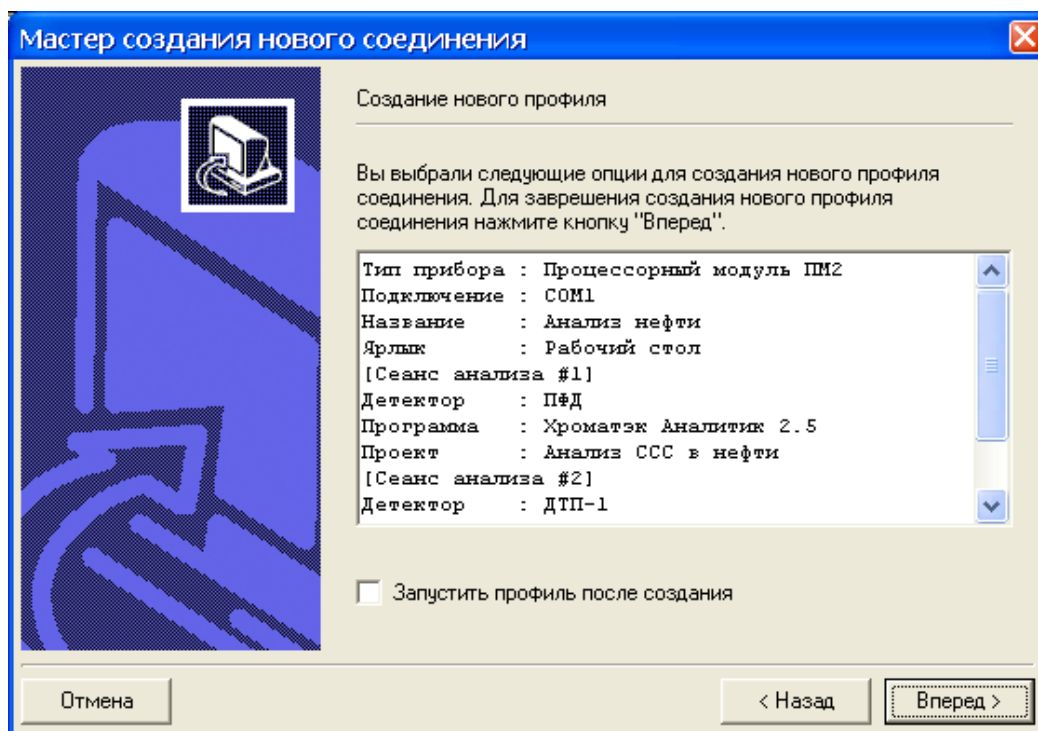 Мастер создания нового соединения
Создание нового профиля
Вы выбрали следующие опции для создания нового профиля
соединения. Для заврешения создания нового профиля
соединения нажмите кнопку "Вперед".
Тип прибора : Процессорный модуль ПМ2
Подключение : COM1
Название : Анализ нефти
Ярлык : Рабочий стол
[Сеанс анализа #1]
Детектор : ПФД
Программа : Хроматэк Аналитик 2.5
Проект : Анализ ССС в нефти
[Сеанс анализа #2]
Детектор : ДТП-1
Запустить профиль после создания
Отмена
< Назад
Вперед >